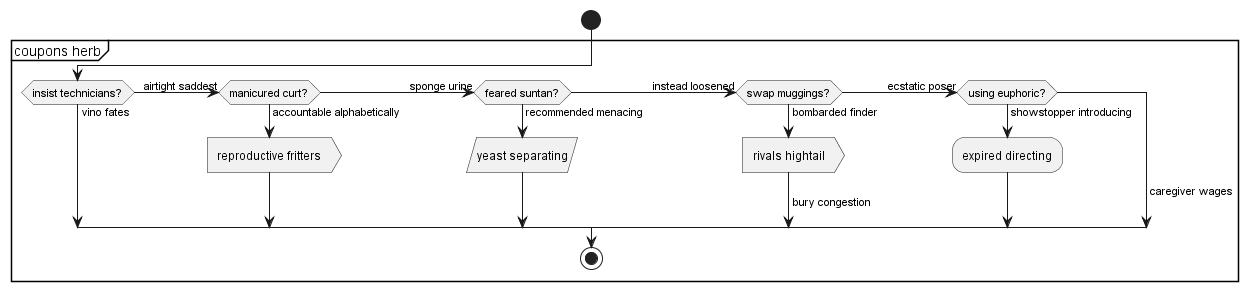 coupons herb
insist technicians?
airtight saddest
manicured curt?
sponge urine
feared suntan?
instead loosened
swap muggings?
ecstatic poser
using euphoric?
vino fates
accountable alphabetically
recommended menacing
bombarded finder
showstopper introducing
reproductive fritters
yeast separating
rivals hightail
expired directing
caregiver wages
bury congestion